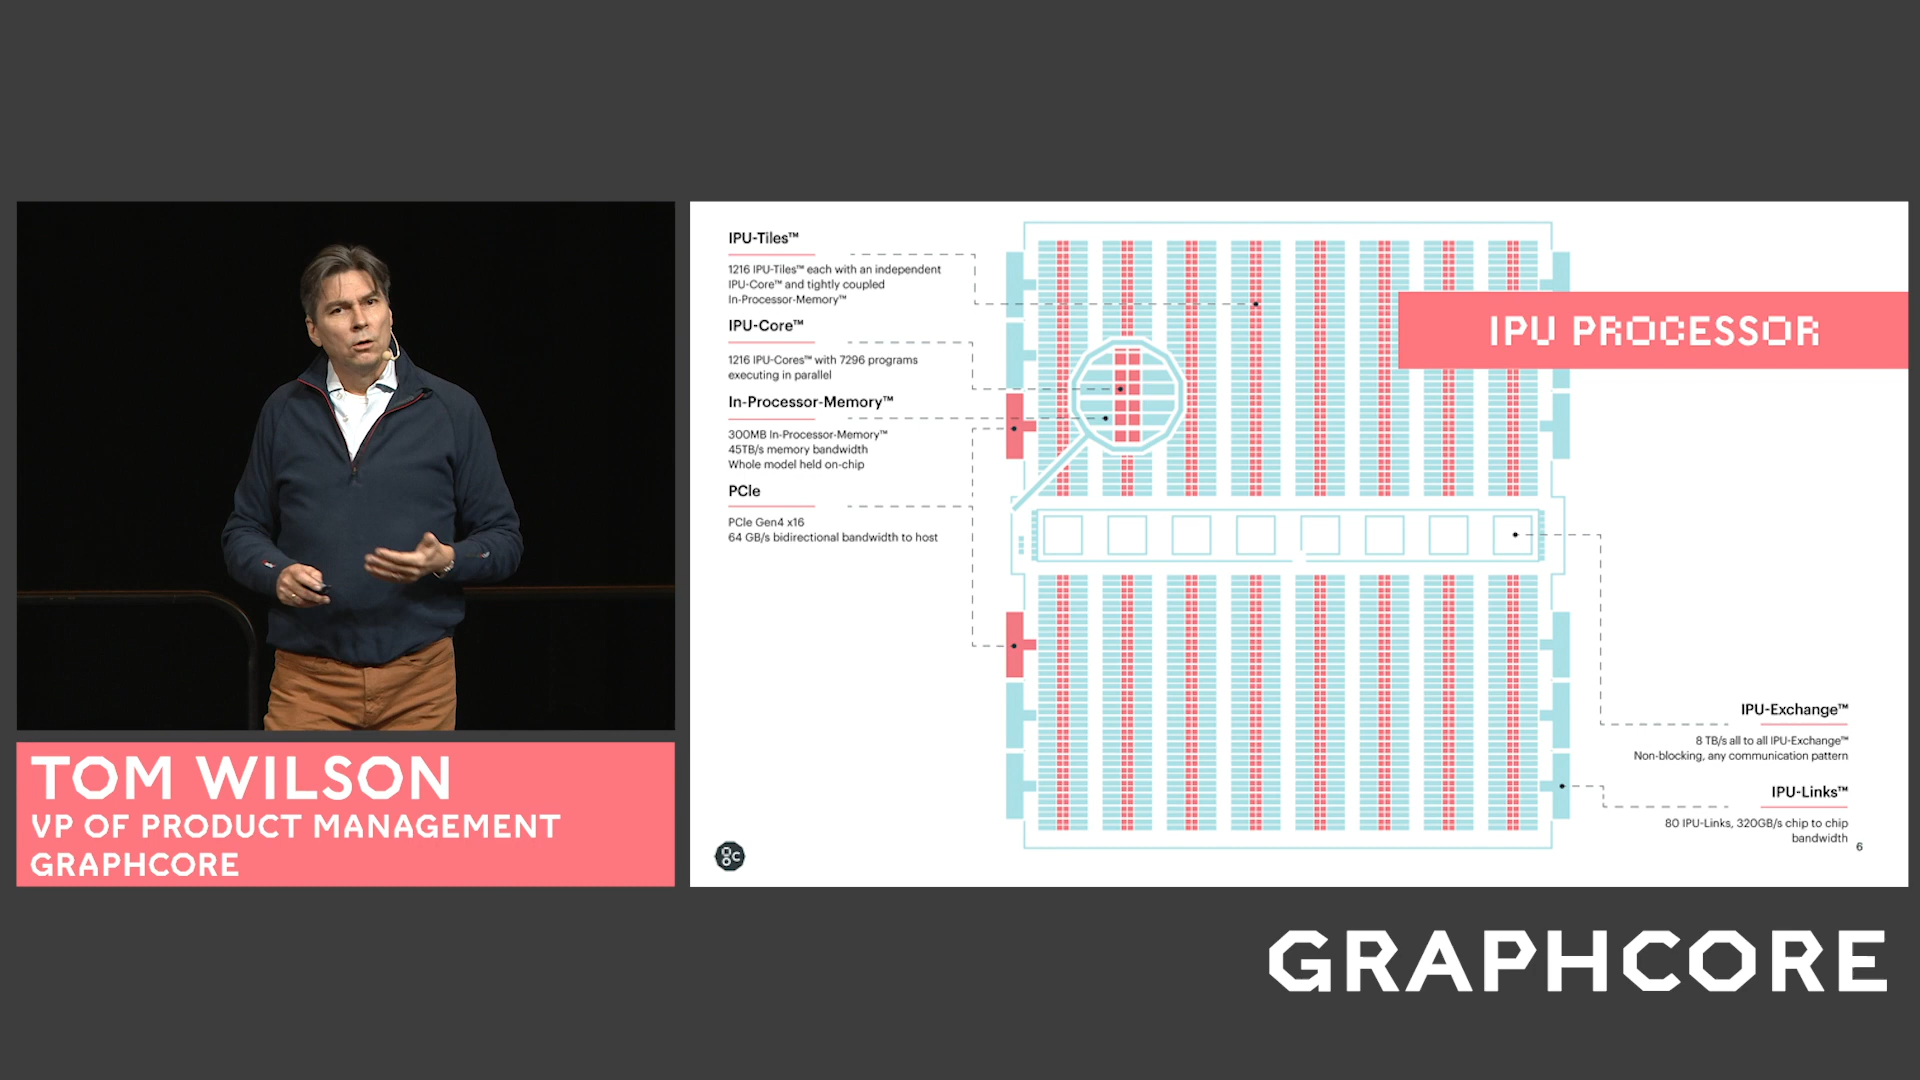 IPU-Tiles™
1216 IPU-Tiles™ each with an independent
IPU-Core™ and tightly coupled
In-Processor-Memory™
IPU-Core™
1216 IPU-Cores™ with 7296 programs
executing in parallel
In-Processor-Memory™
300MB In-Processor-Memory™
45TB/s memory bandwidth
Whole model held on-chip
PCIe
PCIe Gen4 x16
64 GB/s bidirectional bandwidth to host
IPU PROCESSOR
IPU-Exchange™
8 TB/s all to all IPU-Exchange™
Non-blocking, any communication pattern
IPU-Links™
80 IPU-Links, 320GB/s chip to chip
bandwidth
6
TOM WILSON
VP OF PRODUCT MANAGEMENT
GRAPHCORE
GRAPHCORE